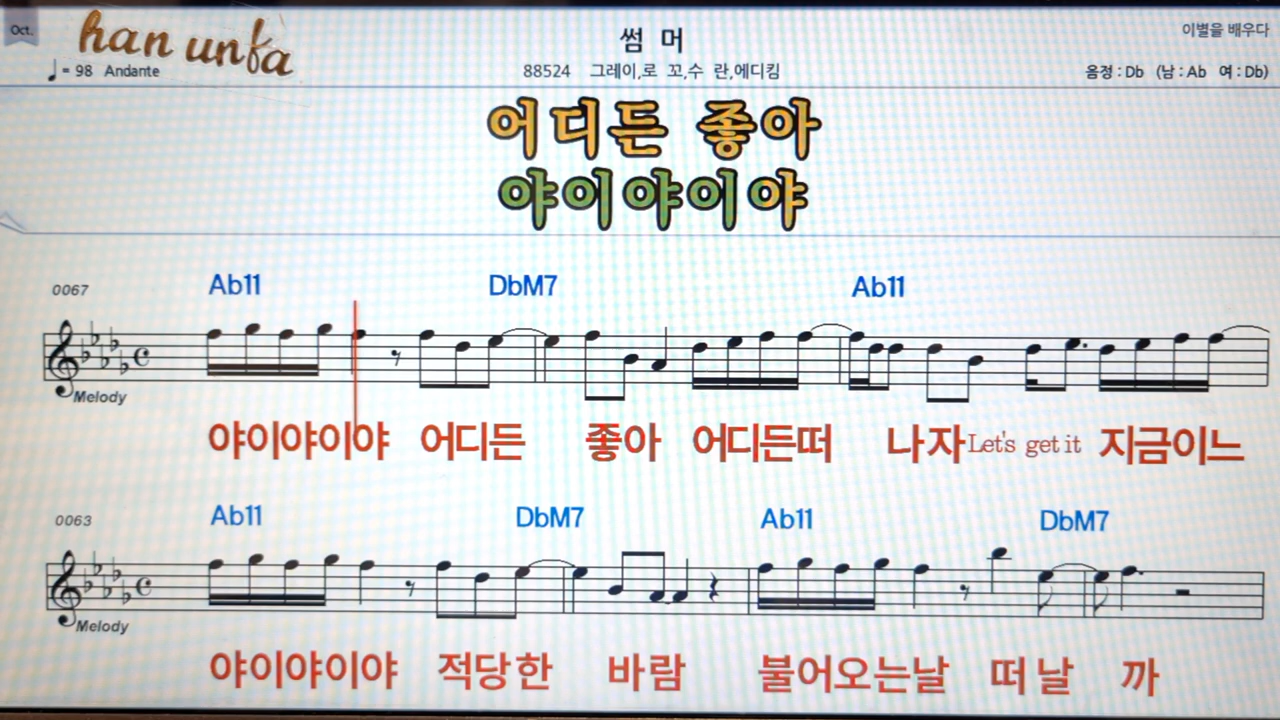 Oct.
han unfa
썸 머
이별을 배우다
♩= 98 Andante
88524 그레이,로 꼬,수 란,에디킴
음정 : Db (남 : Ab 여 : Db)
어디든 좋아
야이야이야
0067
Ab11 DbM7 Ab11
Melody
야이야이야 어디든 좋아 어디든떠 나자 Let's get it 지금이느
0063
Ab11 DbM7 Ab11 DbM7
Melody
야이야이야 적당한 바람 불어오는날 떠날 까